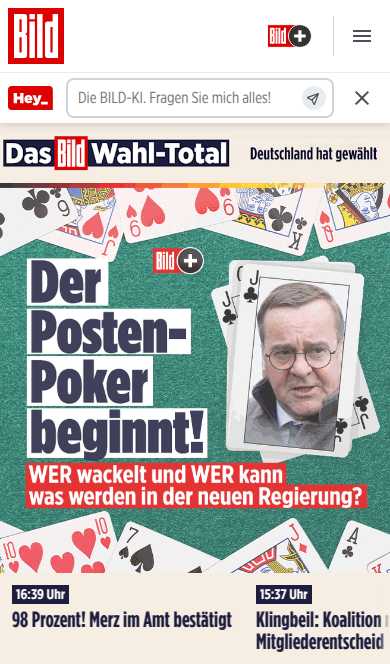 Bild
Bild +
Hey_
Die BILD-KI. Fragen Sie mich alles!
Das Bild Wahl-Total
Deutschland hat gewählt
Bild +
Der
Posten-
Poker
beginnt!
WER wackelt und WER kann
was werden in der neuen Regierung?
16:39 Uhr
98 Prozent! Merz im Amt bestätigt
15:37 Uhr
Klingbeil: Koalition
Mitgliederentscheid